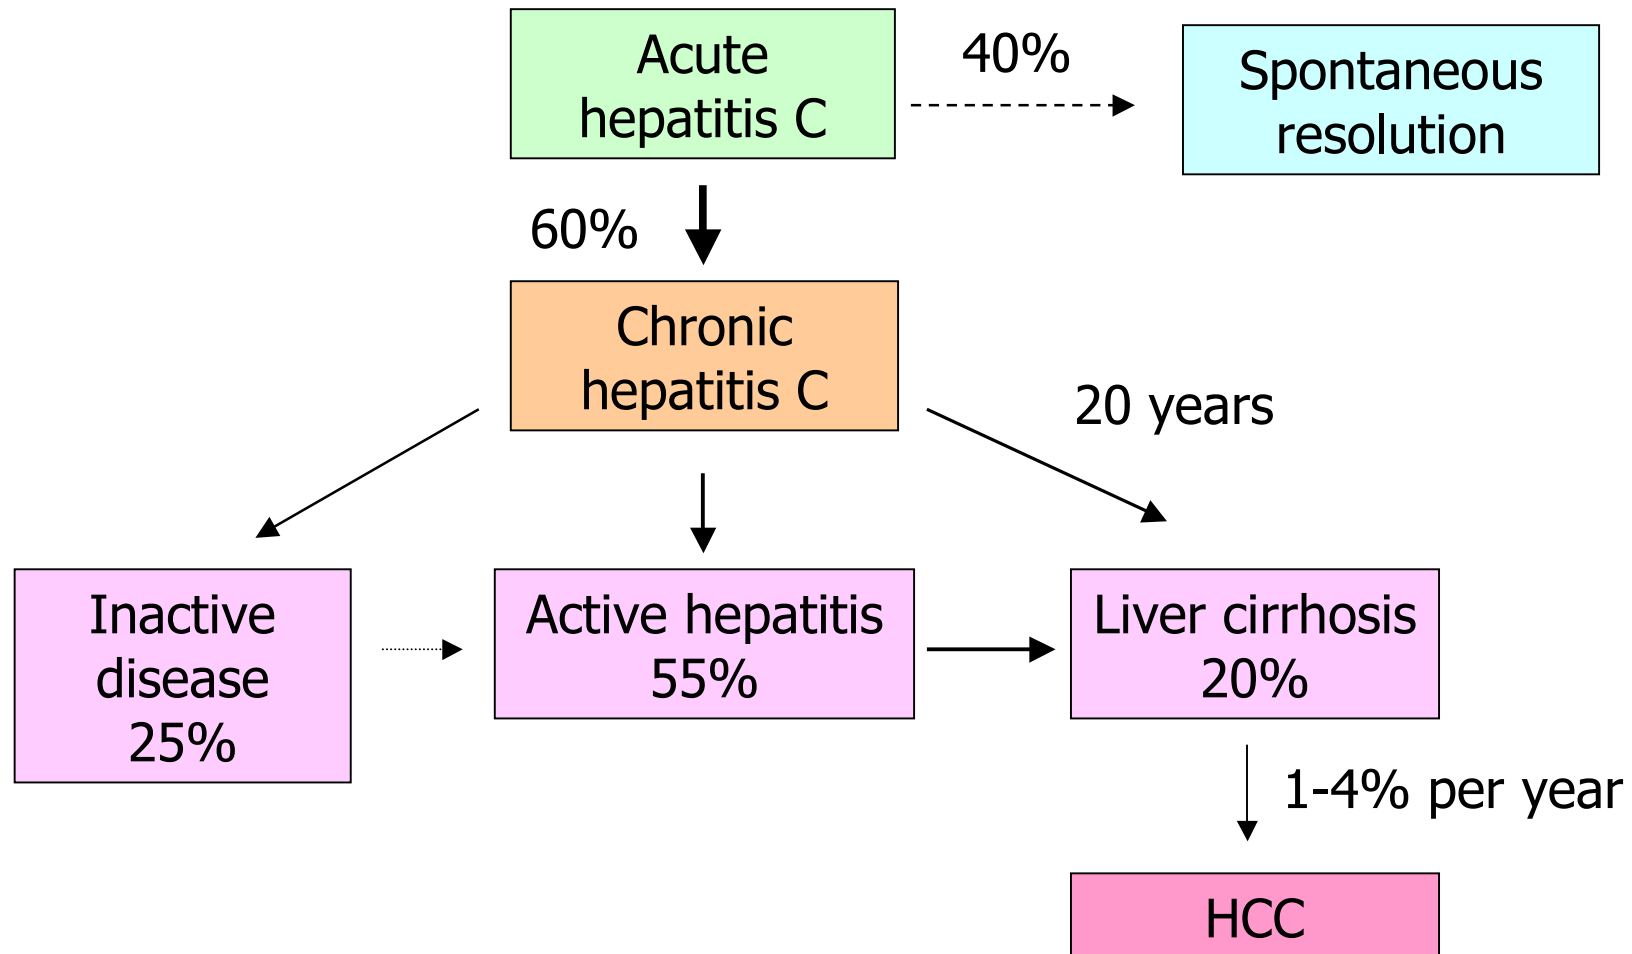 Acute
hepatitis C
40%
Spontaneous
resolution
60%
Chronic
hepatitis C
20 years
Inactive
disease
25%
Active hepatitis
55%
Liver cirrhosis
20%
1-4% per year
HCC